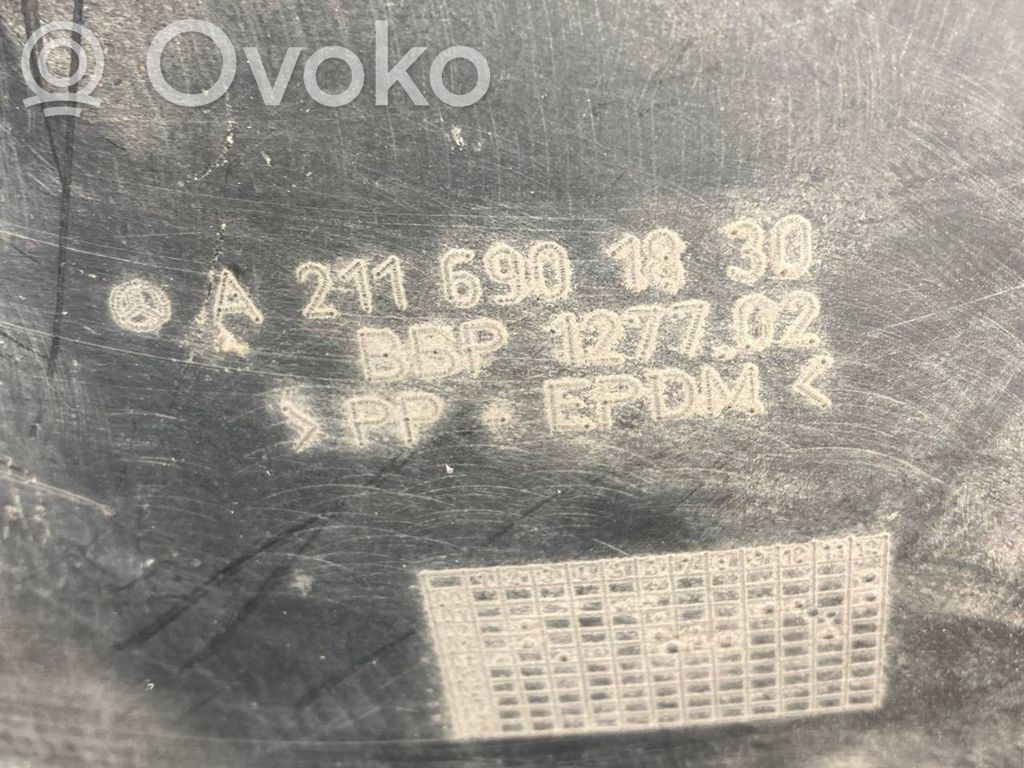 Ovoko
A 211 690 18 30
BBP 1277.02
>PP + EPDM<